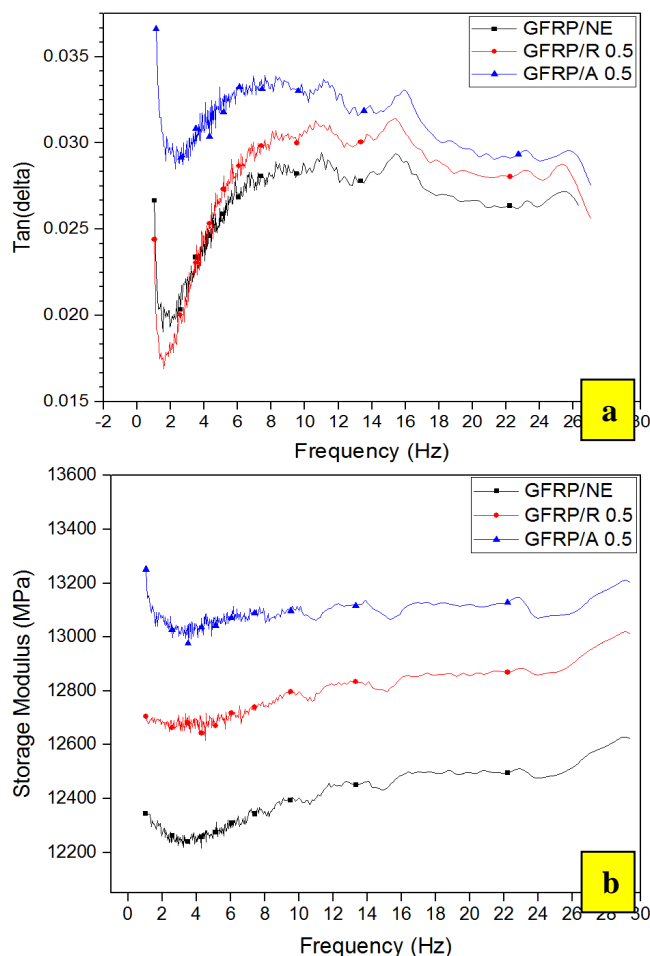 GFRP/NE
GFRP/R 0.5
GFRP/A 0.5
0.035
0.030
0.025
0.020
0.015
Tan(delta)
-2 0 2 4 6 8 10 12 14 16 18 20 22 24 26 30
Frequency (Hz)
a
13600
13400
13200
13000
12800
12600
12400
12200
Storage Modulus (MPa)
GFRP/NE
GFRP/R 0.5
GFRP/A 0.5
0 2 4 6 8 10 12 14 16 18 20 22 24 26 28 30
Frequency (Hz)
b